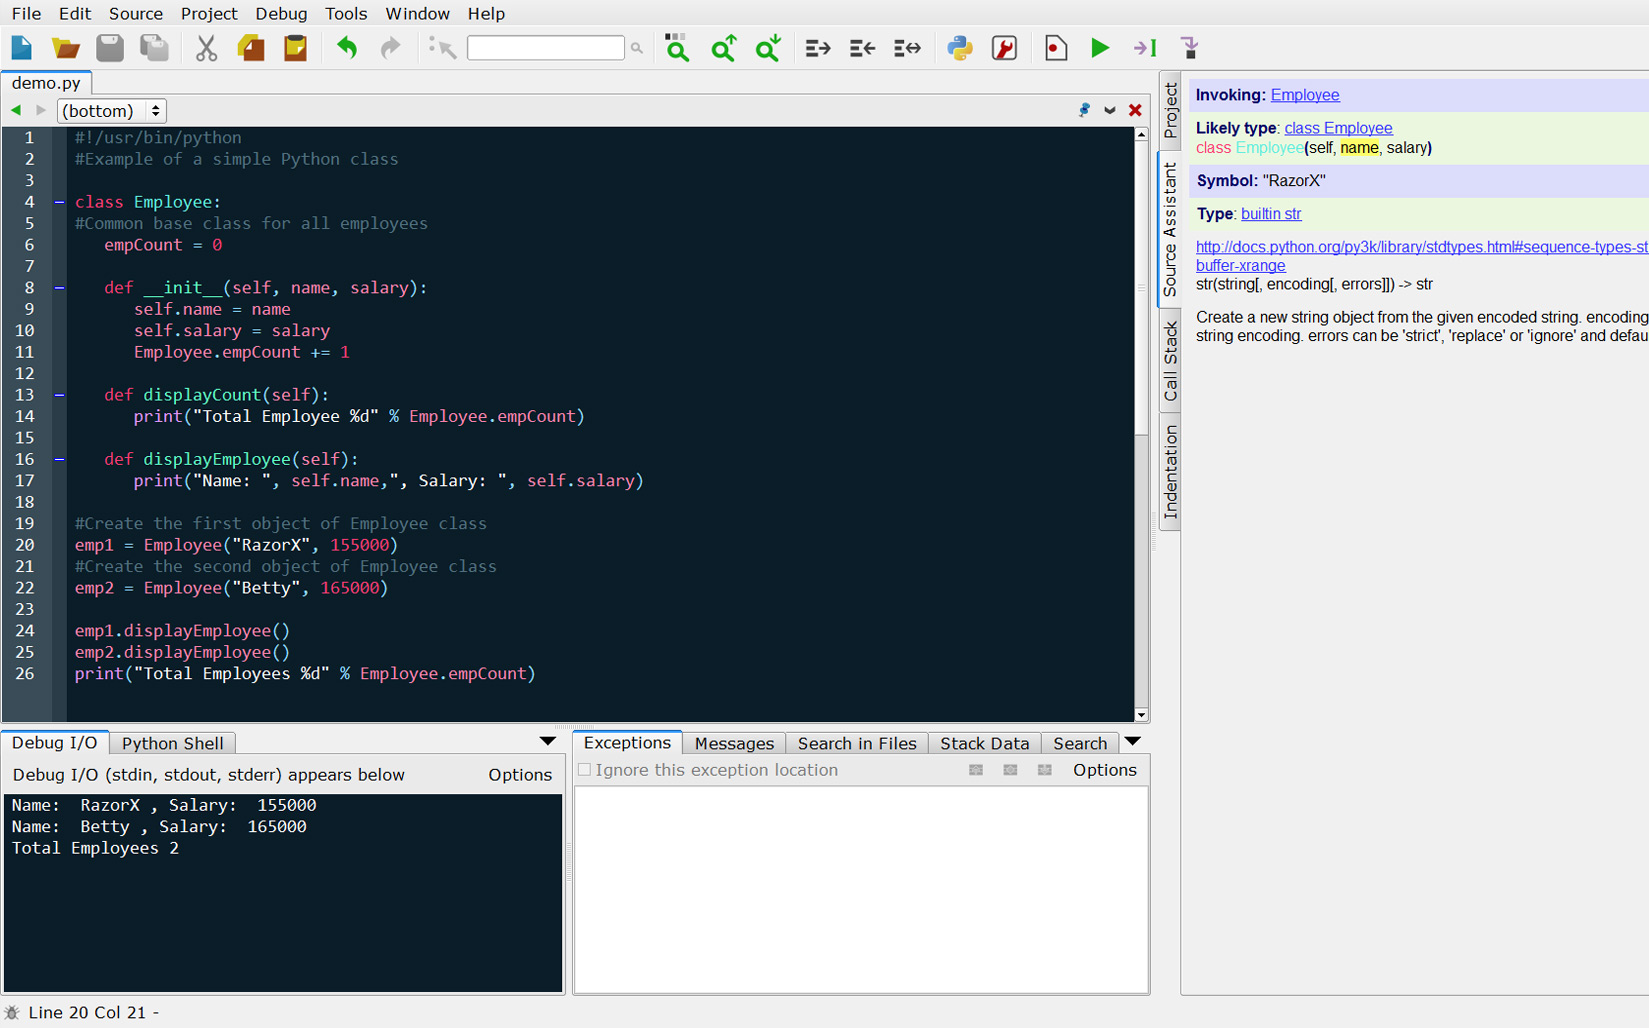 File Edit Source Project Debug Tools Window Help
demo.py
(bottom)
1 #!/usr/bin/python
2 #Example of a simple Python class
3
4 class Employee:
5 #Common base class for all employees
6 empCount = 0
7
8 def __init__(self, name, salary):
9 self.name = name
10 self.salary = salary
11 Employee.empCount += 1
12
13 def displayCount(self):
14 print("Total Employee %d" % Employee.empCount)
15
16 def displayEmployee(self):
17 print("Name: ", self.name,", Salary: ", self.salary)
18
19 #Create the first object of Employee class
20 emp1 = Employee("RazorX", 155000)
21 #Create the second object of Employee class
22 emp2 = Employee("Betty", 165000)
23
24 emp1.displayEmployee()
25 emp2.displayEmployee()
26 print("Total Employees %d" % Employee.empCount)
Project
Source Assistant
Call Stack
Indentation
Invoking: Employee
Likely type: class Employee
class Employee(self, name, salary)
Symbol: "RazorX"
Type: builtin str
http://docs.python.org/py3k/library/stdtypes.html#sequence-types-st
buffer-xrange
str(string[, encoding[, errors]]) -> str
Create a new string object from the given encoded string. encoding
string encoding. errors can be 'strict', 'replace' or 'ignore' and defau
Debug I/O Python Shell
Debug I/O (stdin, stdout, stderr) appears below Options
Name: RazorX , Salary: 155000
Name: Betty , Salary: 165000
Total Employees 2
Exceptions Messages Search in Files Stack Data Search
Ignore this exception location Options
Line 20 Col 21 -